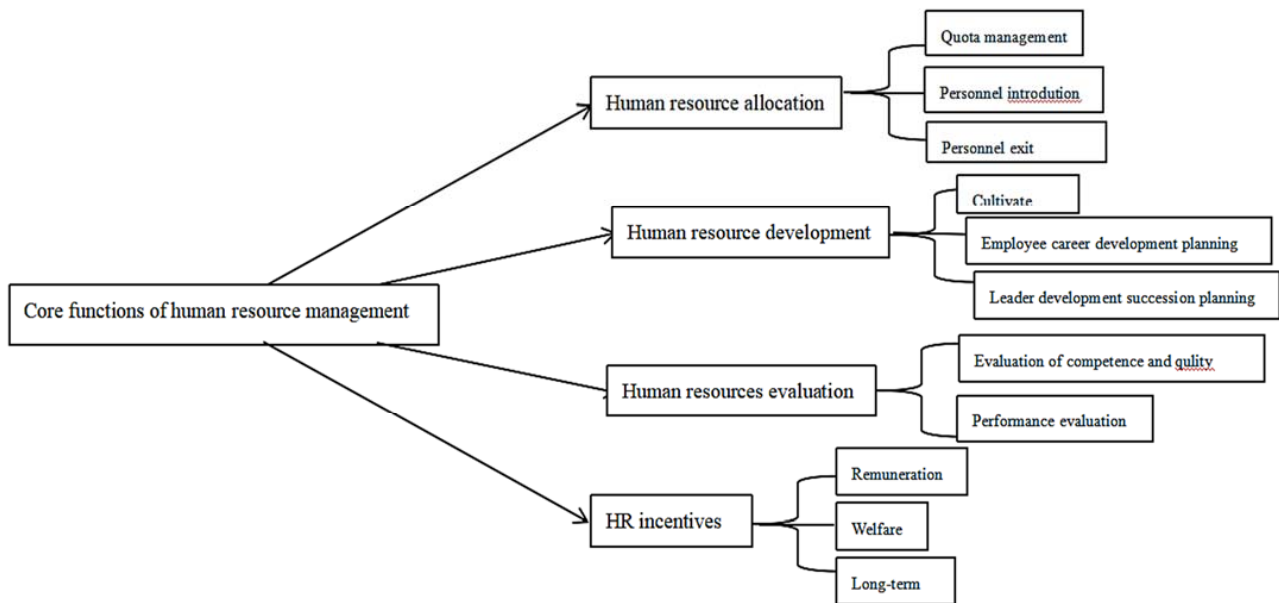 Core functions of human resource management
Human resource allocation
Quota management
Personnel introdution
Personnel exit
Human resource development
Cultivate
Employee career development planning
Leader development succession planning
Human resources evaluation
Evaluation of competence and qulity
Performance evaluation
HR incentives
Remuneration
Welfare
Long-term